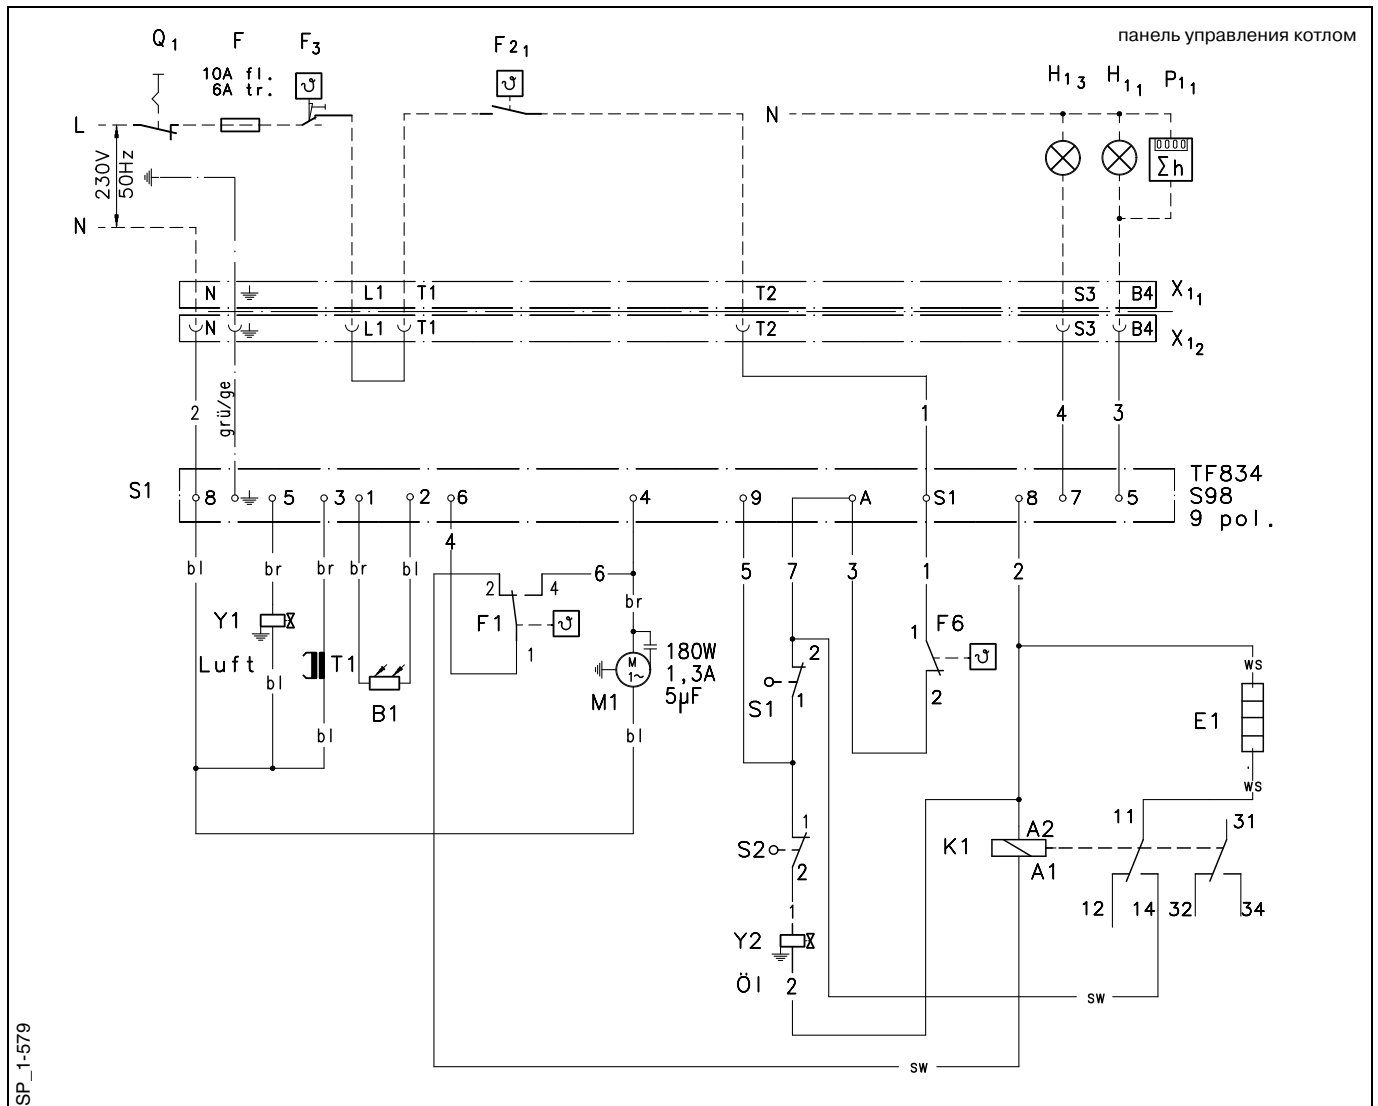 панель управления котлом
Q1 F F3 F21 H13 H11 P11
10A fl.
6A tr.
ϑ ϑ
L N
0000
Σh
230V
50Hz
N
N L1 T1 T2 S3 B4 X11
N L1 T1 T2 S3 B4 X12
2 grü/ge 1 4 3
TF834
S98
9 pol.
S1 8 5 3 1 2 6 4 9 A S1 8 7 5
4
bl br br br bl 2 4 6 5 7 3 1 2
br
Y1 F1 ϑ 1 F6 ϑ
Luft T1 bl 1 M 1~ 180W 2 ws
1,3A
B1 M1 5µF S1 1 2 E1
bl bl
ws
1 11 A2 31
S2 K1
2 A1
1 12 14 32 34
Y2
Öl 2
sw
sw
SP_1-579